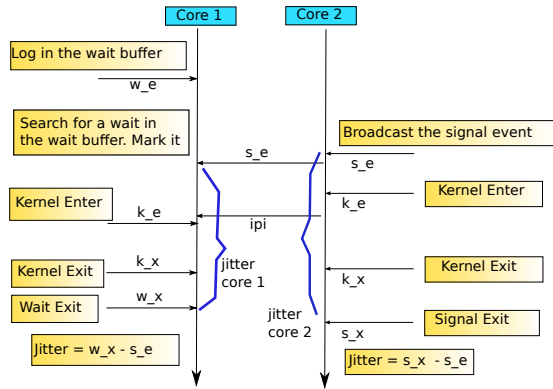 Core 1
Core 2
Log in the wait buffer
w_e
Search for a wait in
the wait buffer. Mark it
Broadcast the signal event
s_e
s_e
Kernel Enter
k_e
Kernel Enter
k_e
ipi
Kernel Exit
k_x
jitter
core 1
Kernel Exit
k_x
Wait Exit
w_x
jitter
core 2
Signal Exit
s_x
Jitter = w_x - s_e
Jitter = s_x - s_e